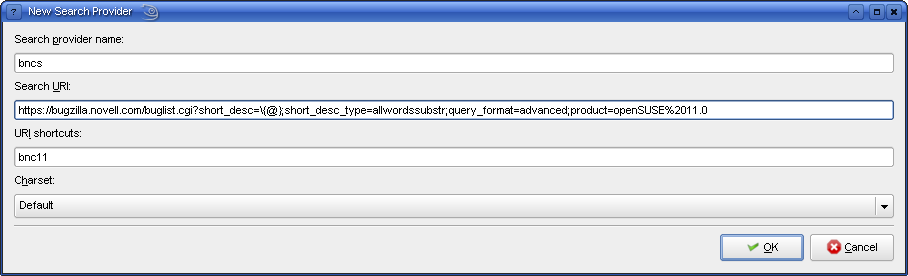 ? New Search Provider
Search provider name:
bncs
Search URI:
https://bugzilla.novell.com/buglist.cgi?short_desc=\{@};short_desc_type=allwordssubstr;query_format=advanced;product=openSUSE%2011.0
URI shortcuts:
bnc11
Charset:
Default
OK Cancel